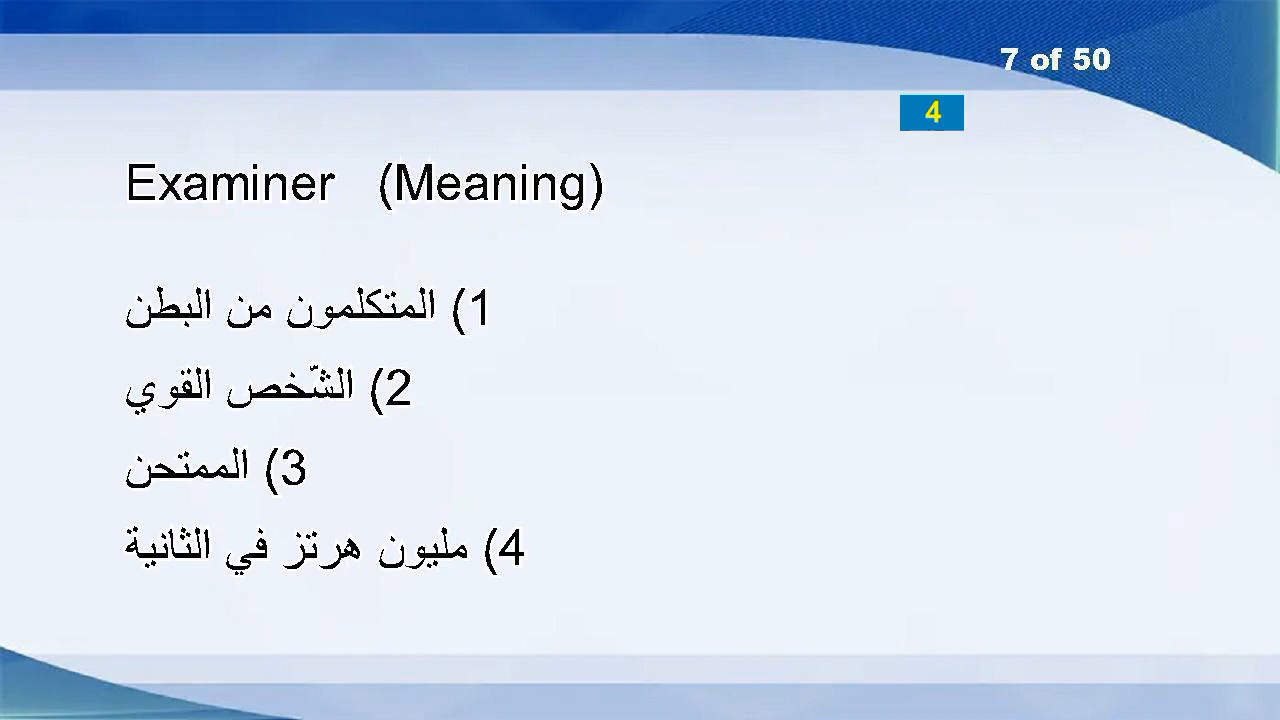 7 of 50
4
Examiner (Meaning)
1) المتكلمون من البطن
2) الشّخص القوي
3) الممتحن
4) مليون هرتز في الثانية